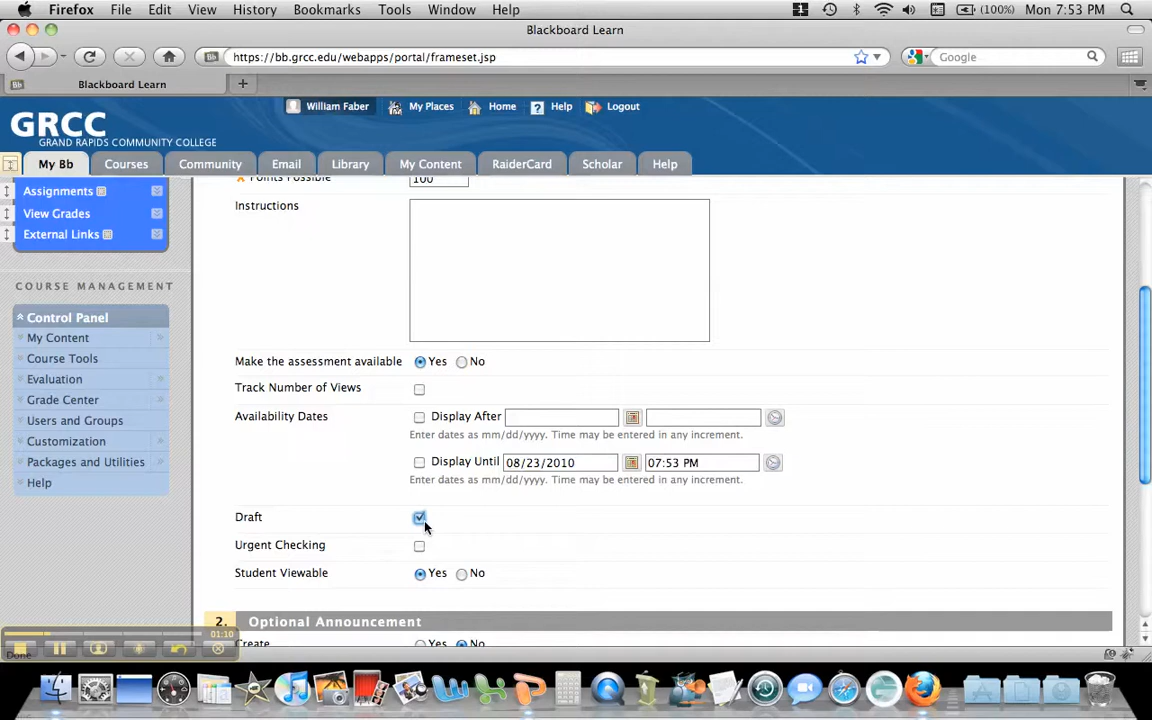 Firefox File Edit View History Bookmarks Tools Window Help (100%) Mon 7:53 PM
Blackboard Learn
https://bb.grcc.edu/webapps/portal/frameset.jsp Google
Blackboard Learn
William Faber My Places Home Help Logout
GRCC
GRAND RAPIDS COMMUNITY COLLEGE
My Bb Courses Community Email Library My Content RaiderCard Scholar Help
Assignments
View Grades
External Links
COURSE MANAGEMENT
Control Panel
My Content
Course Tools
Evaluation
Grade Center
Users and Groups
Customization
Packages and Utilities
Help
Points Possible 100
Instructions
Make the assessment available Yes No
Track Number of Views
Availability Dates Display After
Enter dates as mm/dd/yyyy. Time may be entered in any increment.
Display Until 08/23/2010 07:53 PM
Enter dates as mm/dd/yyyy. Time may be entered in any increment.
Draft
Urgent Checking
Student Viewable Yes No
2. Optional Announcement
Create Yes No
01:10
Done